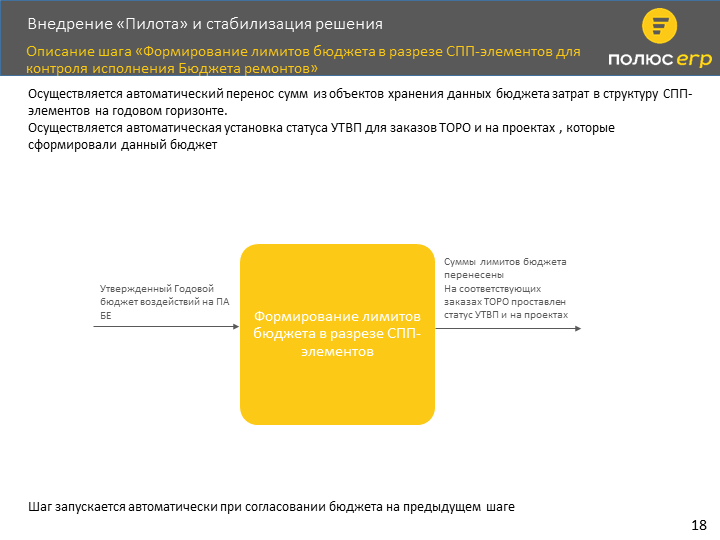 Внедрение «Пилота» и стабилизация решения
Описание шага «Формирование лимитов бюджета в разрезе СПП-элементов для
контроля исполнения Бюджета ремонтов»
ПОЛЮС erp
Осуществляется автоматический перенос сумм из объектов хранения данных бюджета затрат в структуру СПП-
элементов на годовом горизонте.
Осуществляется автоматическая установка статуса УТВП для заказов ТОРО и на проектах , которые
сформировали данный бюджет
Утвержденный Годовой
бюджет воздействий на ПА
БЕ
Формирование лимитов
бюджета в разрезе СПП-
элементов
Суммы лимитов бюджета
перенесены
На соответствующих
заказах ТОРО проставлен
статус УТВП и на проектах
Шаг запускается автоматически при согласовании бюджета на предыдущем шаге
18